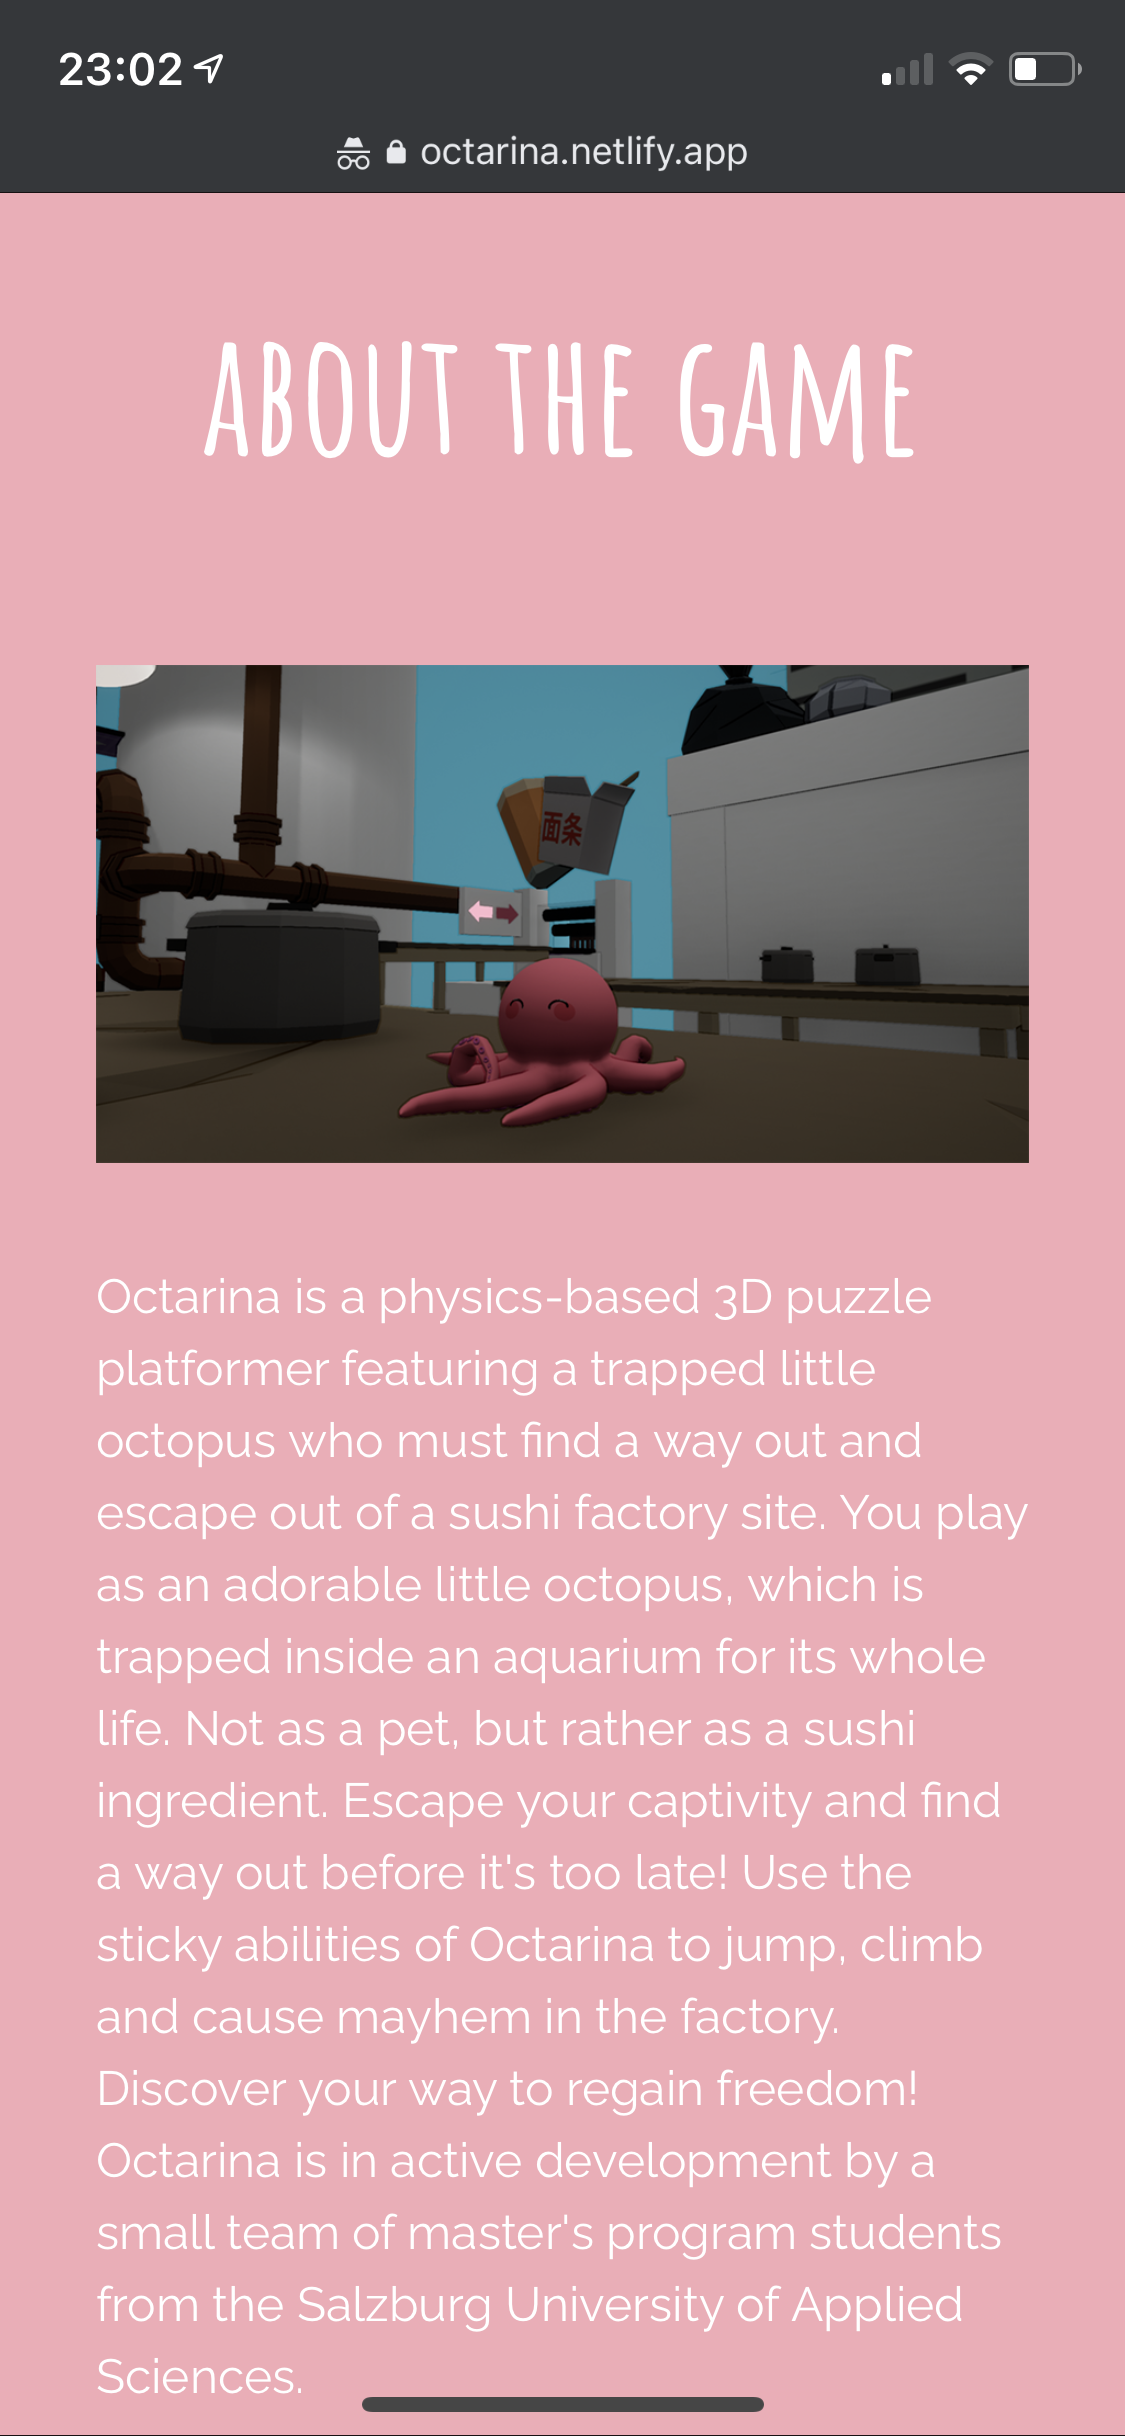 23:02
octarina.netlify.app
ABOUT THE GAME
面条
Octarina is a physics-based 3D puzzle
platformer featuring a trapped little
octopus who must find a way out and
escape out of a sushi factory site. You play
as an adorable little octopus, which is
trapped inside an aquarium for its whole
life. Not as a pet, but rather as a sushi
ingredient. Escape your captivity and find
a way out before it's too late! Use the
sticky abilities of Octarina to jump, climb
and cause mayhem in the factory.
Discover your way to regain freedom!
Octarina is in active development by a
small team of master's program students
from the Salzburg University of Applied
Sciences.